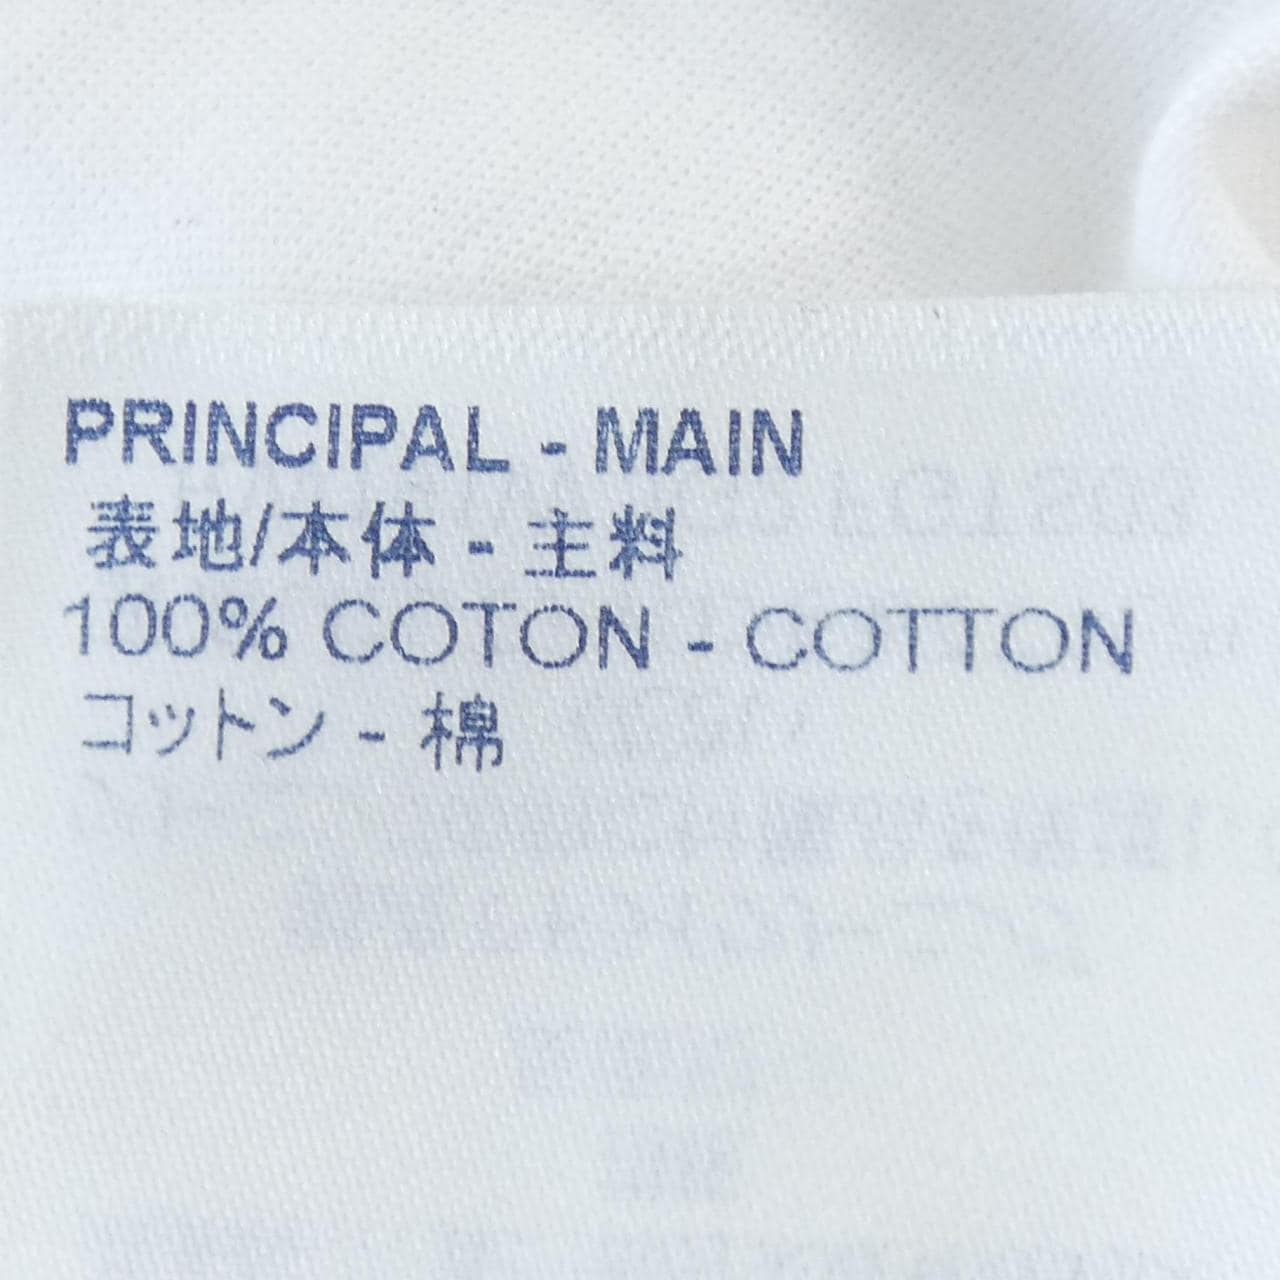 PRINCIPAL - MAIN
表地/本体 - 主料
100% COTON - COTTON
コットン - 棉